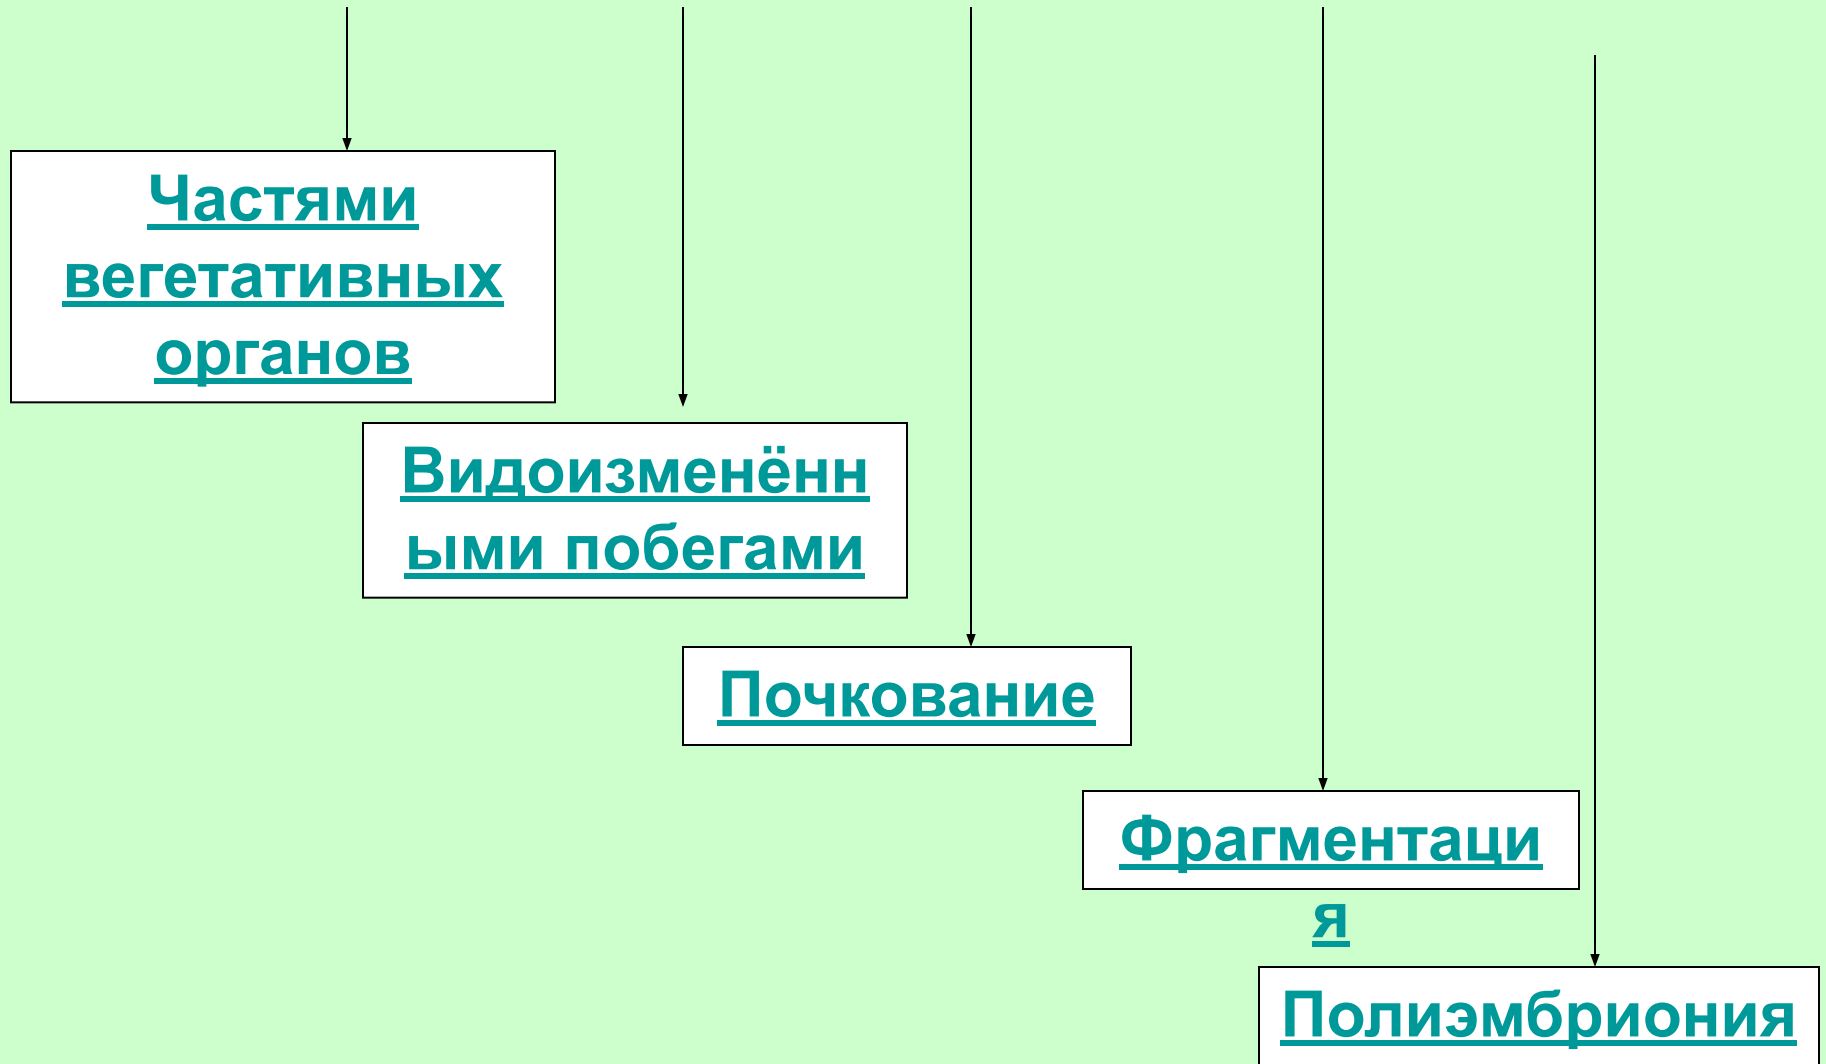 Частями
вегетативных
органов
Видоизменённ
ыми побегами
Почкование
Фрагментаци
я
Полиэмбриония